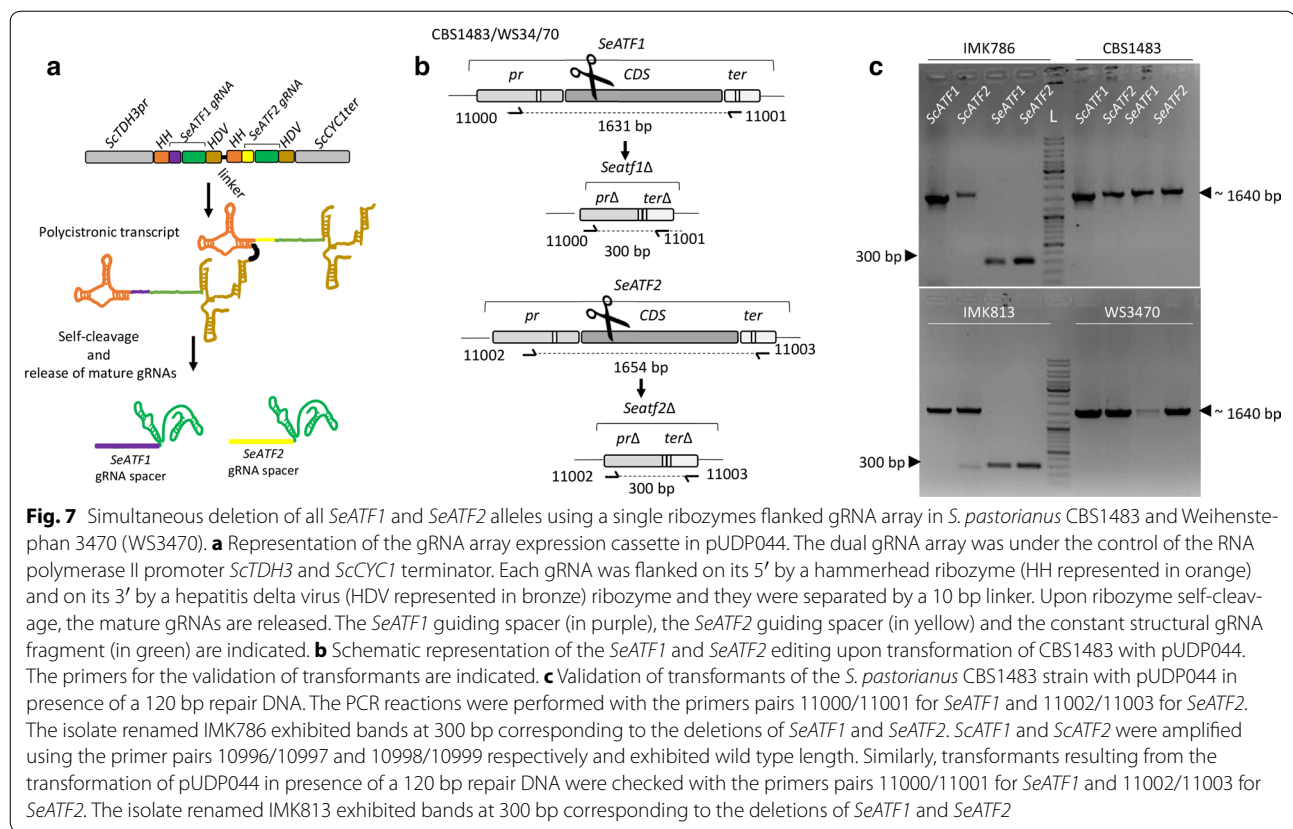 a
ScTDH3pr
HH
SeATF1 gRNA
HDV
HH
SeATF2 gRNA
HDV
ScCYC1ter
linker
Polycistronic transcript
Self-cleavage
and
release of mature gRNAs
SeATF1
gRNA spacer
SeATF2
gRNA spacer
b
CBS1483/WS34/70
SeATF1
pr
CDS
ter
11000
11001
1631 bp
Seatf1Δ
prΔ
terΔ
11000
11001
300 bp
SeATF2
pr
CDS
ter
11002
11003
1654 bp
Seatf2Δ
prΔ
terΔ
11002
11003
300 bp
c
IMK786
CBS1483
ScATF1
ScATF2
SeATF1
SeATF2
L
ScATF1
ScATF2
SeATF1
SeATF2
~ 1640 bp
300 bp
IMK813
WS3470
~ 1640 bp
300 bp
Fig. 7 Simultaneous deletion of all SeATF1 and SeATF2 alleles using a single ribozymes flanked gRNA array in S. pastorianus CBS1483 and Weihenste-
phan 3470 (WS3470). a Representation of the gRNA array expression cassette in pUDP044. The dual gRNA array was under the control of the RNA
polymerase II promoter ScTDH3 and ScCYC1 terminator. Each gRNA was flanked on its 5′ by a hammerhead ribozyme (HH represented in orange)
and on its 3′ by a hepatitis delta virus (HDV represented in bronze) ribozyme and they were separated by a 10 bp linker. Upon ribozyme self-cleav-
age, the mature gRNAs are released. The SeATF1 guiding spacer (in purple), the SeATF2 guiding spacer (in yellow) and the constant structural gRNA
fragment (in green) are indicated. b Schematic representation of the SeATF1 and SeATF2 editing upon transformation of CBS1483 with pUDP044.
The primers for the validation of transformants are indicated. c Validation of transformants of the S. pastorianus CBS1483 strain with pUDP044 in
presence of a 120 bp repair DNA. The PCR reactions were performed with the primers pairs 11000/11001 for SeATF1 and 11002/11003 for SeATF2.
The isolate renamed IMK786 exhibited bands at 300 bp corresponding to the deletions of SeATF1 and SeATF2. ScATF1 and ScATF2 were amplified
using the primer pairs 10996/10997 and 10998/10999 respectively and exhibited wild type length. Similarly, transformants resulting from the
transformation of pUDP044 in presence of a 120 bp repair DNA were checked with the primers pairs 11000/11001 for SeATF1 and 11002/11003 for
SeATF2. The isolate renamed IMK813 exhibited bands at 300 bp corresponding to the deletions of SeATF1 and SeATF2